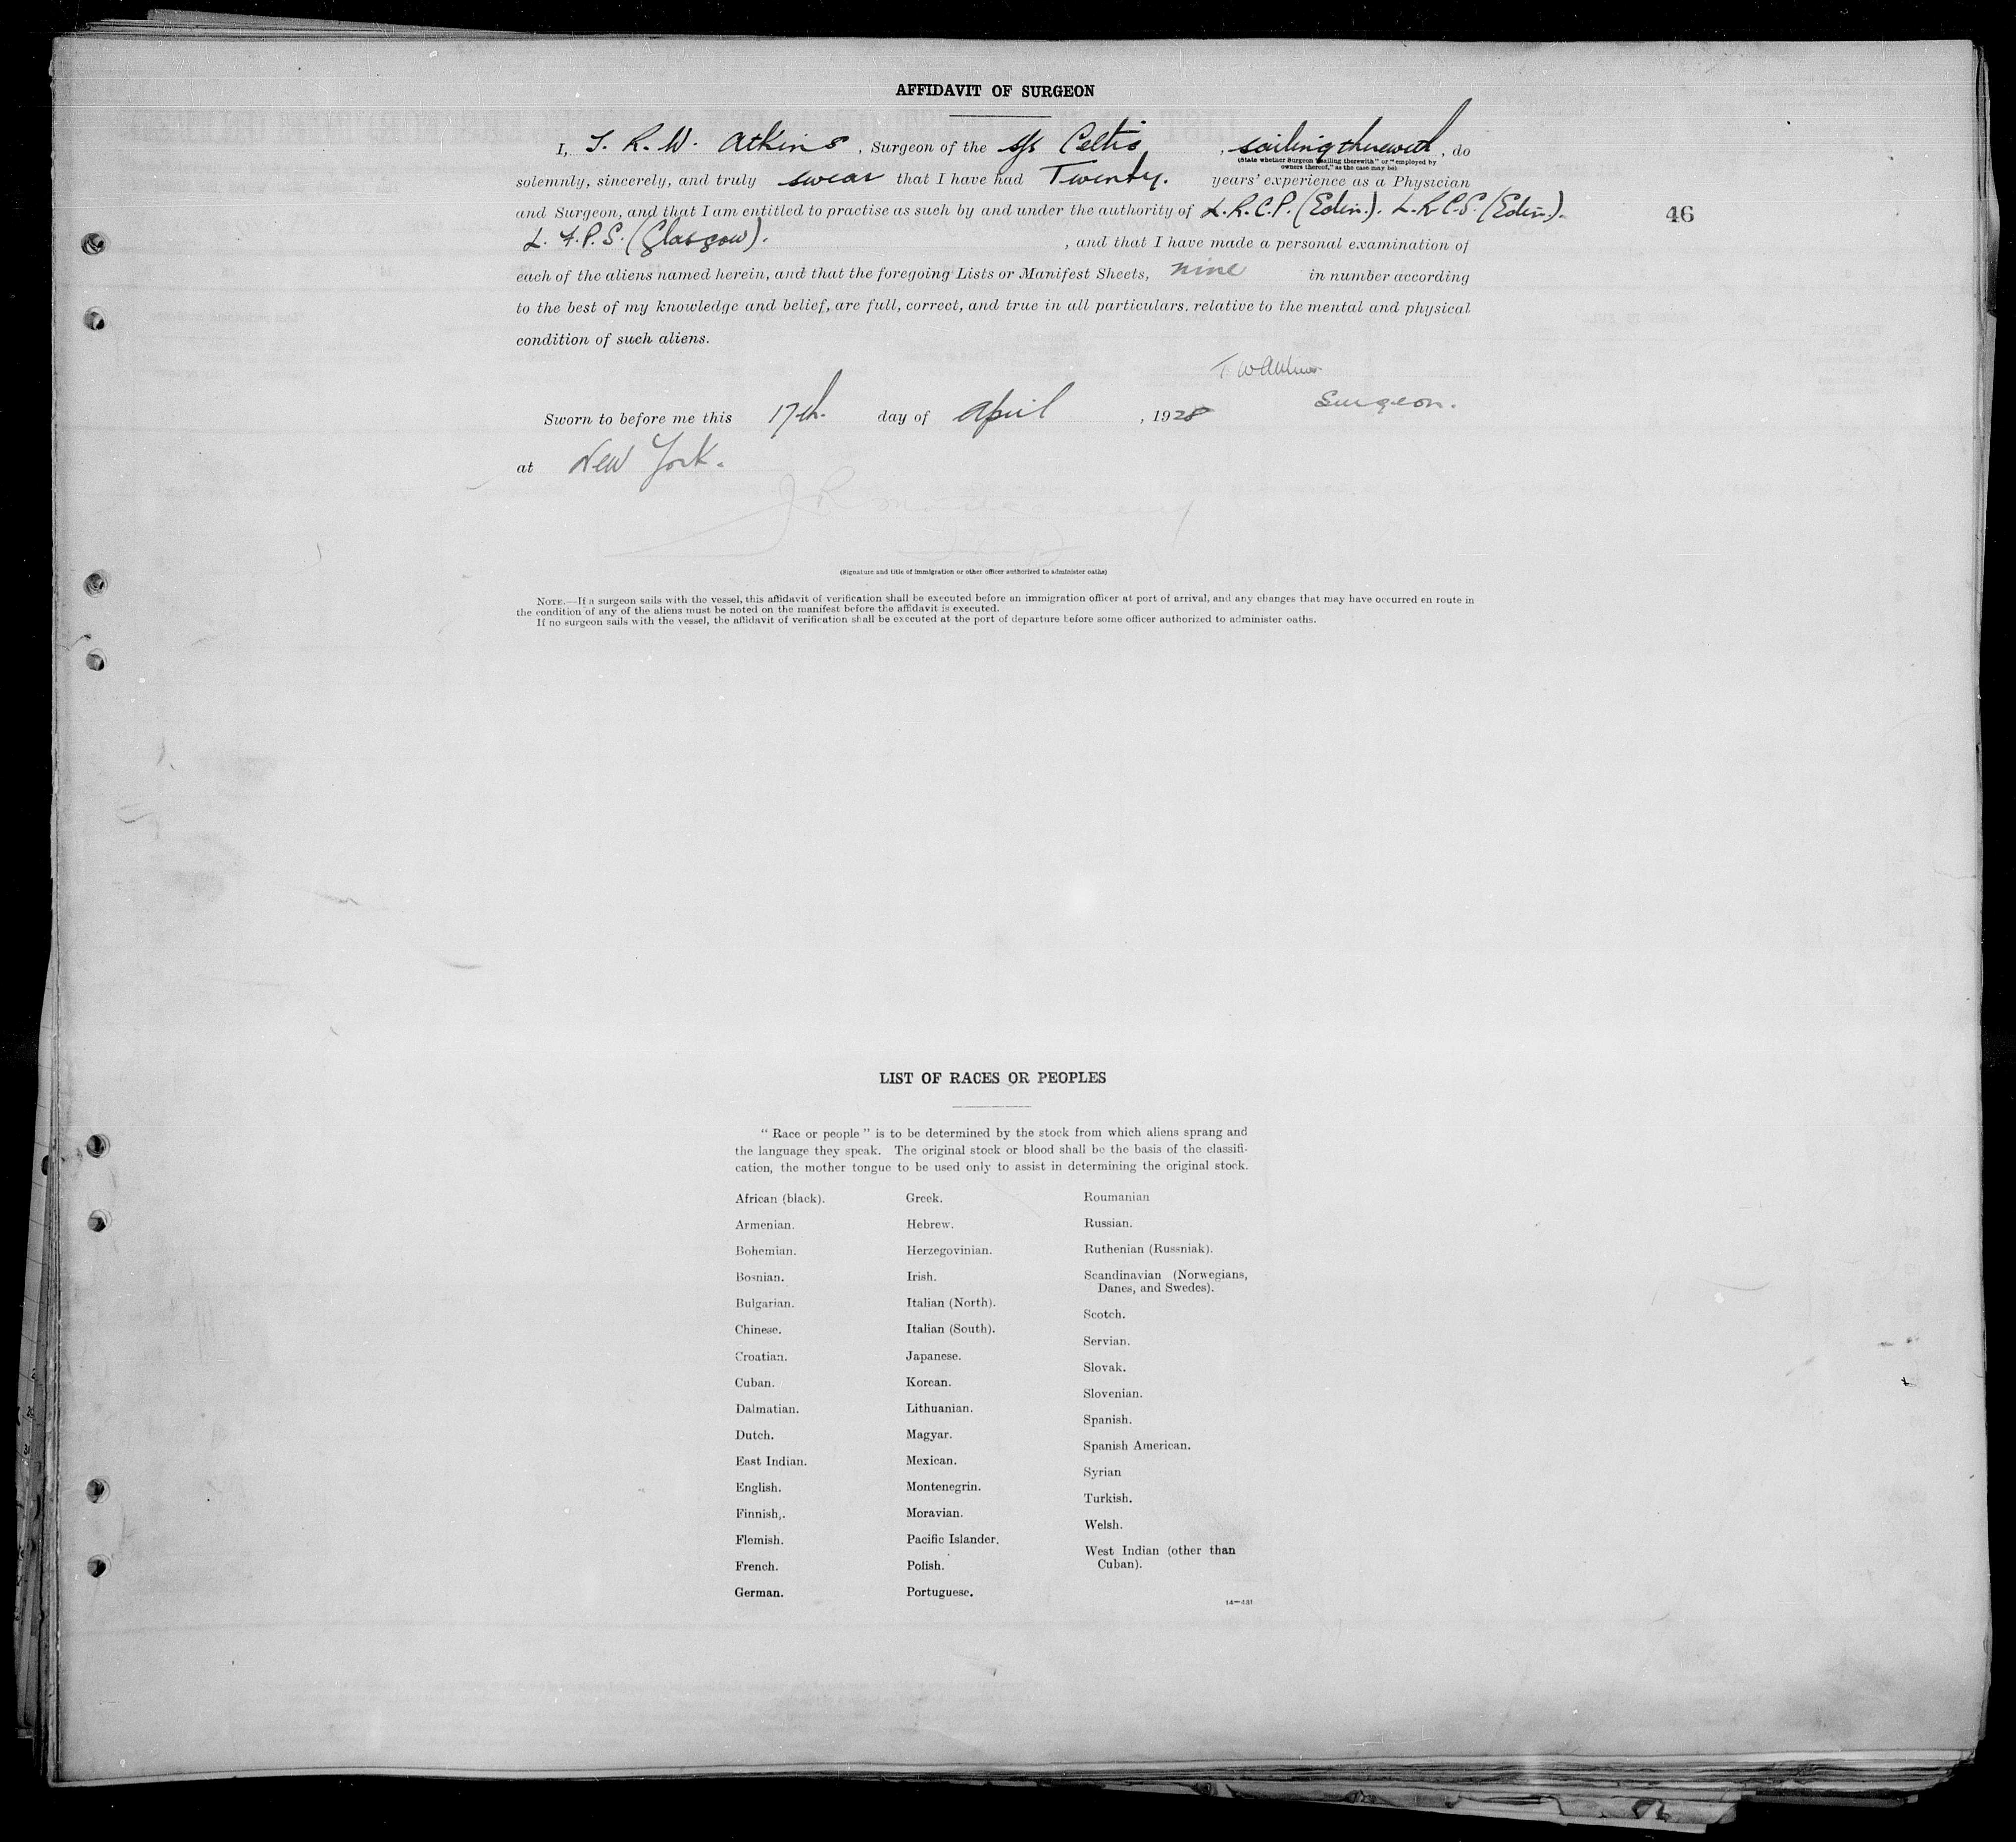 AFFIDAVIT OF SURGEON
I, T. R. W. Atkins, Surgeon of the s/s Celtic, sailing therewith, do
(State whether Surgeon "sailing therewith" or "employed by
owners thereof," as the case may be)
solemnly, sincerely, and truly swear that I have had Twenty. years' experience as a Physician
and Surgeon, and that I am entitled to practise as such by and under the authority of L.R.C.P. (Edin.). L.R.C.S. (Edin.).
46
L. F.P.S. (Glasgow). , and that I have made a personal examination of
each of the aliens named herein, and that the foregoing Lists or Manifest Sheets, nine in number according
to the best of my knowledge and belief, are full, correct, and true in all particulars, relative to the mental and physical
condition of such aliens.
Surgeon.
Sworn to before me this 17th. day of April , 1928
at New York.
(Signature and title of immigration or other officer authorized to administer oaths)
NOTE.—If a surgeon sails with the vessel, this affidavit of verification shall be executed before an immigration officer at port of arrival, and any changes that may have occurred en route in
the condition of any of the aliens must be noted on the manifest before the affidavit is executed.
If no surgeon sails with the vessel, the affidavit of verification shall be executed at the port of departure before some officer authorized to administer oaths.
LIST OF RACES OR PEOPLES
"Race or people" is to be determined by the stock from which aliens sprang and
the language they speak. The original stock or blood shall be the basis of the classifi-
cation, the mother tongue to be used only to assist in determining the original stock.
African (black).
Armenian.
Bohemian.
Bosnian.
Bulgarian.
Chinese.
Croatian.
Cuban.
Dalmatian.
Dutch.
East Indian.
English.
Finnish,.
Flemish.
French.
German.
Greek.
Hebrew.
Herzegovinian.
Irish.
Italian (North).
Italian (South).
Japanese.
Korean.
Lithuanian.
Magyar.
Mexican.
Montenegrin.
Moravian.
Pacific Islander.
Polish.
Portuguese.
Roumanian
Russian.
Ruthenian (Russniak).
Scandinavian (Norwegians,
Danes, and Swedes).
Scotch.
Servian.
Slovak.
Slovenian.
Spanish.
Spanish American.
Syrian
Turkish.
Welsh.
West Indian (other than
Cuban).